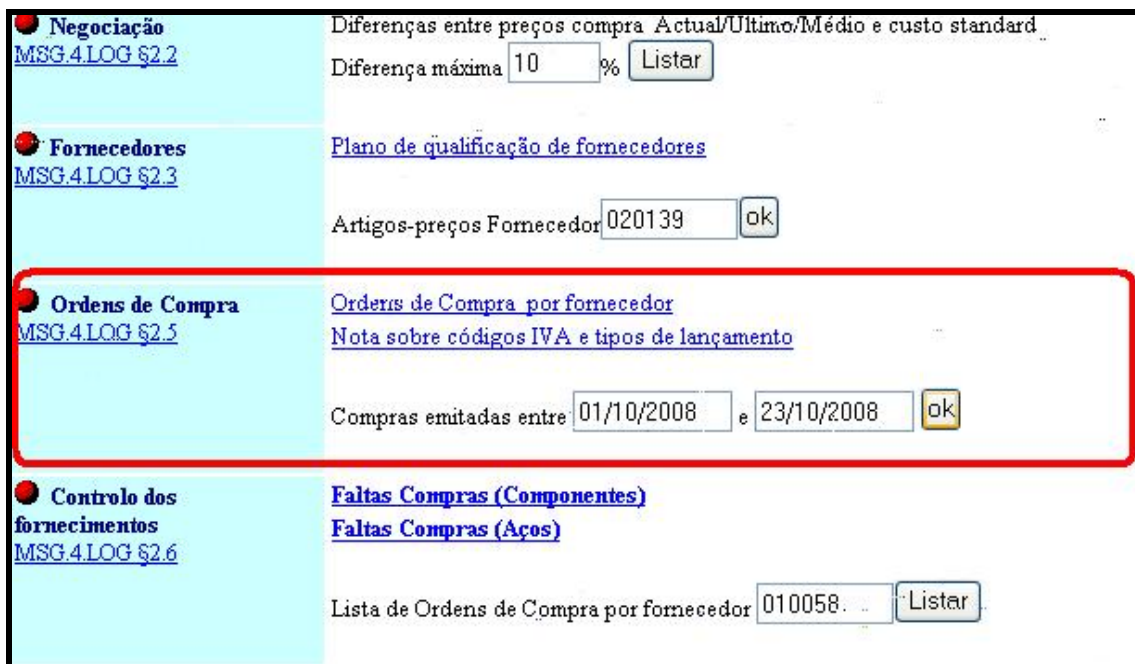 Negociação
MSG.4.LOG §2.2
Diferenças entre preços compra Actual/Ultimo/Médio e custo standard
Diferença máxima 10 % Listar
Fornecedores
MSG.4.LOG §2.3
Plano de qualificação de fornecedores
Artigos-preços Fornecedor 020139 ok
Ordens de Compra
MSG.4.LOG §2.5
Ordens de Compra por fornecedor
Nota sobre códigos IVA e tipos de lançamento
Compras emitadas entre 01/10/2008 e 23/10/2008 ok
Controlo dos
fornecimentos
MSG.4.LOG §2.6
Faltas Compras (Componentes)
Faltas Compras (Aços)
Lista de Ordens de Compra por fornecedor 010058. Listar